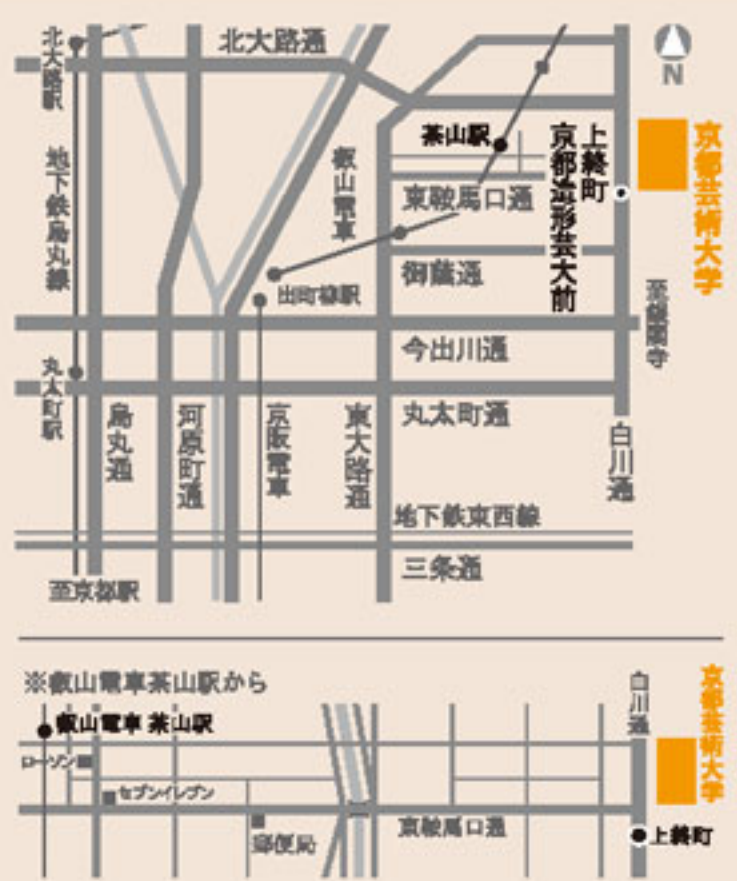 北大路駅
北大路通
N
茶山駅
上終町
京都造形芸大前
京都芸術大学
地下鉄烏丸線
叡山電車
東鞍馬口通
御蔭通
出町柳駅
至銀閣寺
今出川通
丸太町駅
烏丸通
河原町通
京阪電車
東大路通
丸太町通
白川通
地下鉄東西線
三条通
至京都駅
※叡山電車茶山駅から
白川通
京都芸術大学
叡山電車 茶山駅
ローソン
セブンイレブン
郵便局
東鞍馬口通
上終町